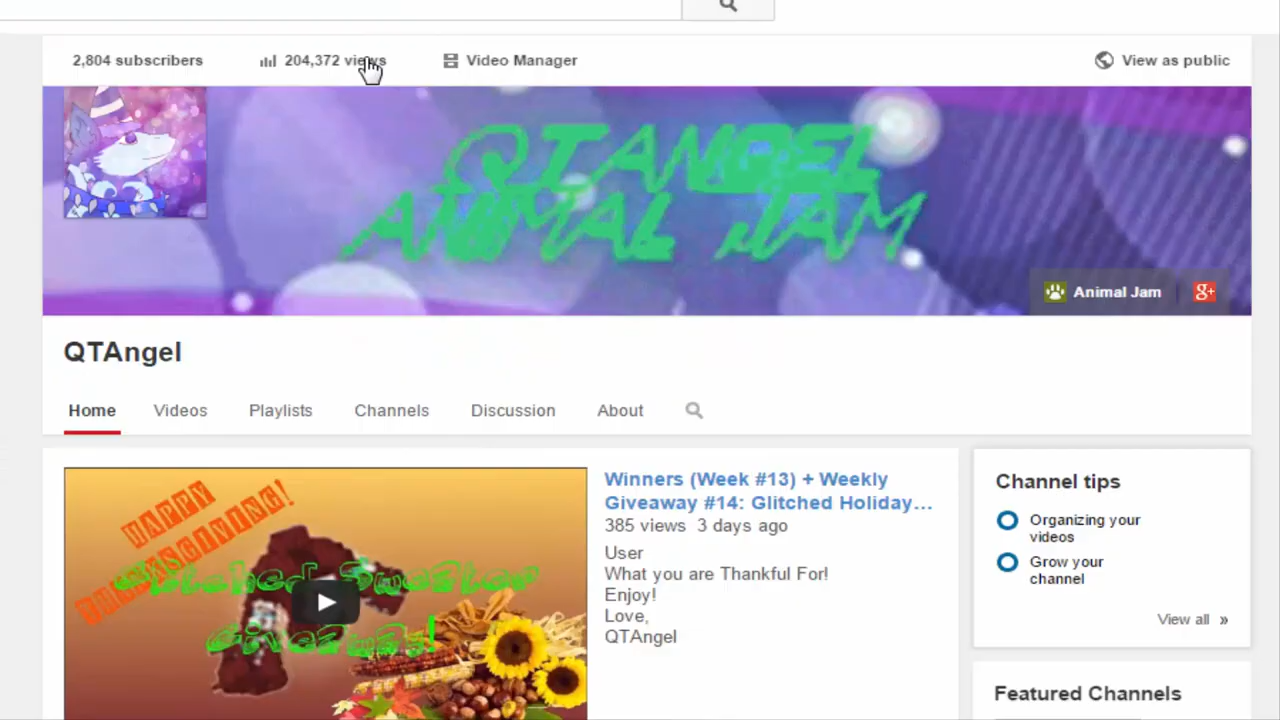 2,804 subscribers
204,372 views
Video Manager
View as public
QTANGEL
ANIMAL JAM
Animal Jam
g+
QTAngel
Home
Videos
Playlists
Channels
Discussion
About
HAPPY
THANKSGIVING!
Glitched Sweater
Giveaway!
Winners (Week #13) + Weekly
Giveaway #14: Glitched Holiday...
385 views 3 days ago
User
What you are Thankful For!
Enjoy!
Love,
QTAngel
Channel tips
Organizing your
videos
Grow your
channel
View all »
Featured Channels